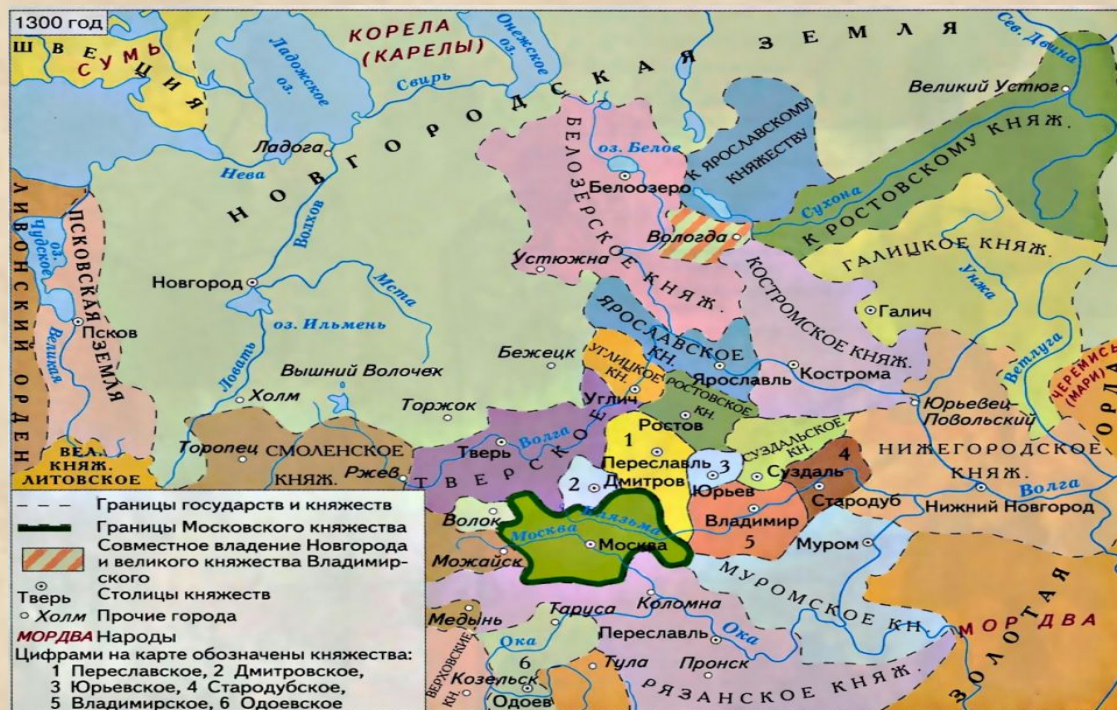 1300 год
ШВЕЦИЯ
СУМЬ
Ладожское
оз.
КОРЕЛА
(КАРЕЛЫ)
Онежское
оз.
Свирь
НОВГОРОДСКАЯ ЗЕМЛЯ
Сев. Двина
Великий Устюг
Ладога
Нева
Волхов
БЕЛОЗЕРСКОЕ КНЯЖ.
оз. Белое
Белоозеро
К ЯРОСЛАВСКОМУ
КНЯЖЕСТВУ
Сухона
К РОСТОВСКОМУ КНЯЖ.
Вологда
Устюжна
ЛИВОНСКИЙ ОРДЕН
оз.
Чудское
ПСКОВСКАЯ ЗЕМЛЯ
Псков
Великая
Новгород
Мста
оз. Ильмень
Ловать
Холм
Вышний Волочек
Бежецк
Торжок
КОСТРОМСКОЕ КНЯЖ.
ГАЛИЦКОЕ КНЯЖ.
Унжа
Галич
Ветлуга
ЧЕРЕМИСЫ
(МАРИ)
ЯРОСЛАВСКОЕ
КН.
Ярославль
Кострома
УГЛИЦКОЕ
КН.
Углич
РОСТОВСКОЕ
КН.
Ростов
Юрьевец-
Повольский
НИЖЕГОРОДСКОЕ
КНЯЖ.
Волга
Нижний Новгород
СУЗДАЛЬСКОЕ
КН.
Суздаль
4
Стародуб
1
Переславль
3
Юрьев
2
Дмитров
Владимир
5
Тверь
Волга
ТВЕРСКОЕ
Торопец
СМОЛЕНСКОЕ
КНЯЖ.
Ржев
ВЕЛ.
КНЯЖ.
ЛИТОВСКОЕ
Волок
Можайск
Москва
Клязьма
Москва
Муром
МУРОМСКОЕ КН.
МОРДВА
ЗОЛОТАЯ ОРДА
Медынь
Таруса
Коломна
Ока
Переславль
Ока
6
Тула
Пронск
ВЕРХОВСКИЕ
КН.
Козельск
Одоев
РЯЗАНСКОЕ КНЯЖ.
Границы государств и княжеств
Границы Московского княжества
Совместное владение Новгорода
и великого княжества Владимир-
ского
Тверь Столицы княжеств
Холм Прочие города
МОРДВА Народы
Цифрами на карте обозначены княжества:
1 Переславское, 2 Дмитровское,
3 Юрьевское, 4 Стародубское,
5 Владимирское, 6 Одоевское